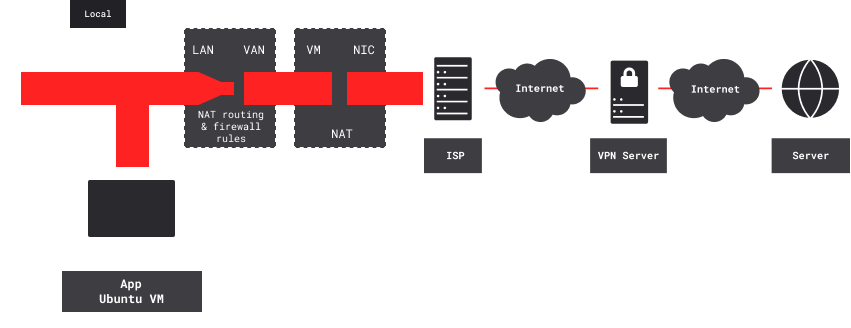 Local
LAN VAN
NAT routing
& firewall
rules
VM NIC
NAT
Internet
Internet
ISP
VPN Server
Server
App
Ubuntu VM